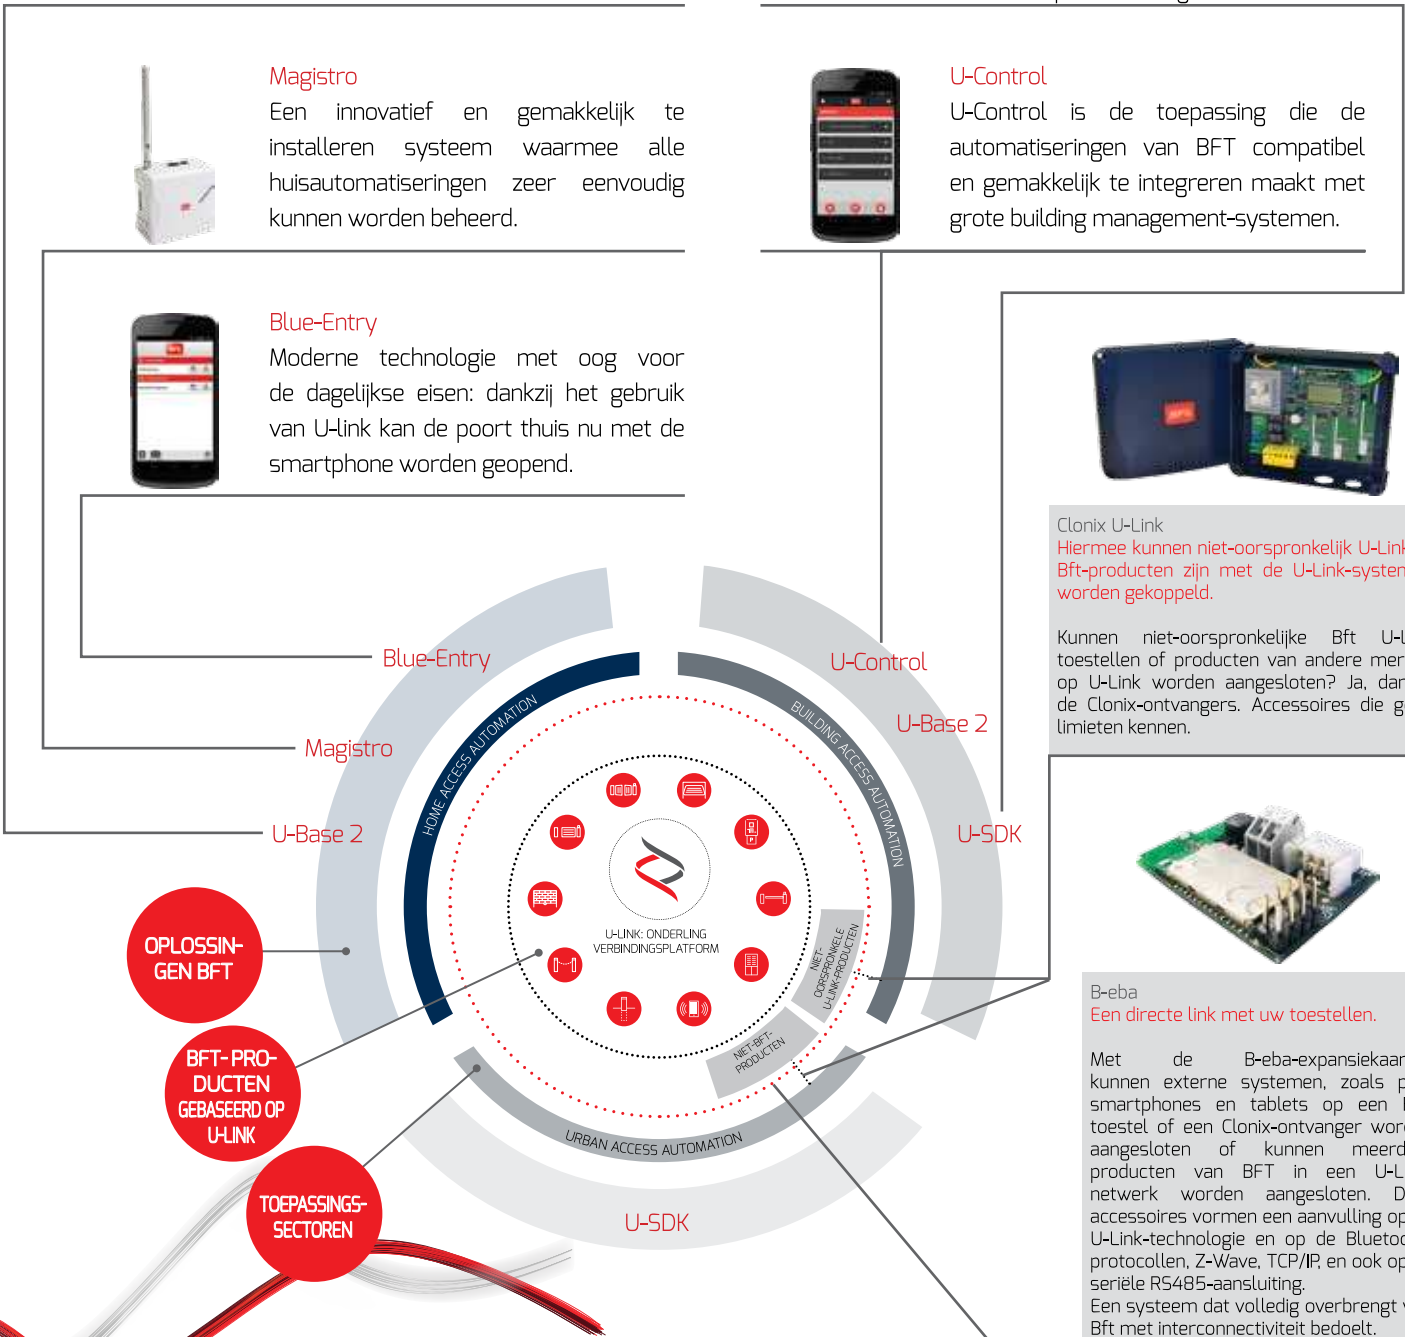 Magistro
Een innovatief en gemakkelijk te
installeren systeem waarmee alle
huisautomatiseringen zeer eenvoudig
kunnen worden beheerd.
U-Control
U-Control is de toepassing die de
automatiseringen van BFT compatibel
en gemakkelijk te integreren maakt met
grote building management-systemen.
Blue-Entry
Moderne technologie met oog voor
de dagelijkse eisen: dankzij het gebruik
van U-link kan de poort thuis nu met de
smartphone worden geopend.
Clonix U-Link
Hiermee kunnen niet-oorspronkelijk U-Link
Bft-producten zijn met de U-Link-system
worden gekoppeld.
Kunnen niet-oorspronkelijke Bft U-L
toestellen of producten van andere mer
op U-Link worden aangesloten? Ja, dan
de Clonix-ontvangers. Accessoires die g
limieten kennen.
Blue-Entry
Magistro
U-Base 2
U-Control
U-Base 2
U-SDK
HOME ACCESS AUTOMATION
BUILDING ACCESS AUTOMATION
URBAN ACCESS AUTOMATION
U-SDK
U-LINK: ONDERLING
VERBINDINGSPLATFORM
NIET-
OORSPRONKELE
U-LINK-PRODUCTEN
NIET-BFT-
PRODUCTEN
OPLOSSIN-
GEN BFT
BFT- PRO-
DUCTEN
GEBASEERD OP
U-LINK
TOEPASSINGS-
SECTOREN
B-eba
Een directe link met uw toestellen.
Met de B-eba-expansiekaar
kunnen externe systemen, zoals p
smartphones en tablets op een
toestel of een Clonix-ontvanger wor
aangesloten of kunnen meerd
producten van BFT in een U-L
netwerk worden aangesloten. D
accessoires vormen een aanvulling op
U-Link-technologie en op de Bluetoo
protocollen, Z-Wave, TCP/IP, en ook op
seriële RS485-aansluiting.
Een systeem dat volledig overbrengt v
Bft met interconnectiviteit bedoelt.